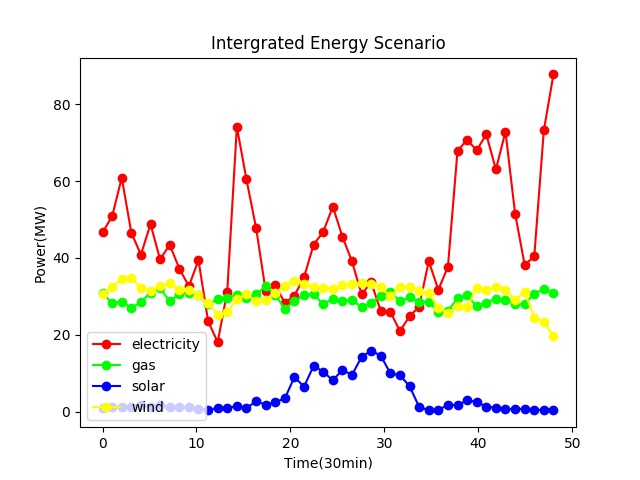 Intergrated Energy Scenario
Power(MW)
80
60
40
20
0
electricity
gas
solar
wind
0 10 20 30 40 50
Time(30min)